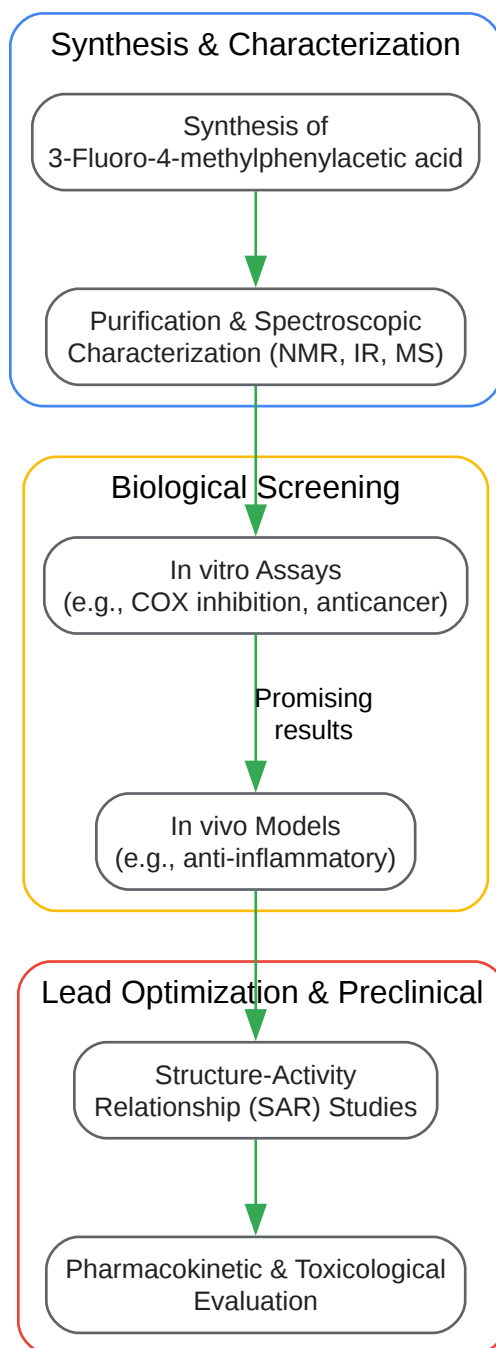 Synthesis & Characterization
Synthesis of
3-Fluoro-4-methylphenylacetic acid
Purification & Spectroscopic
Characterization (NMR, IR, MS)
Biological Screening
In vitro Assays
(e.g., COX inhibition, anticancer)
Promising
results
In vivo Models
(e.g., anti-inflammatory)
Lead Optimization & Preclinical
Structure-Activity
Relationship (SAR) Studies
Pharmacokinetic & Toxicological
Evaluation